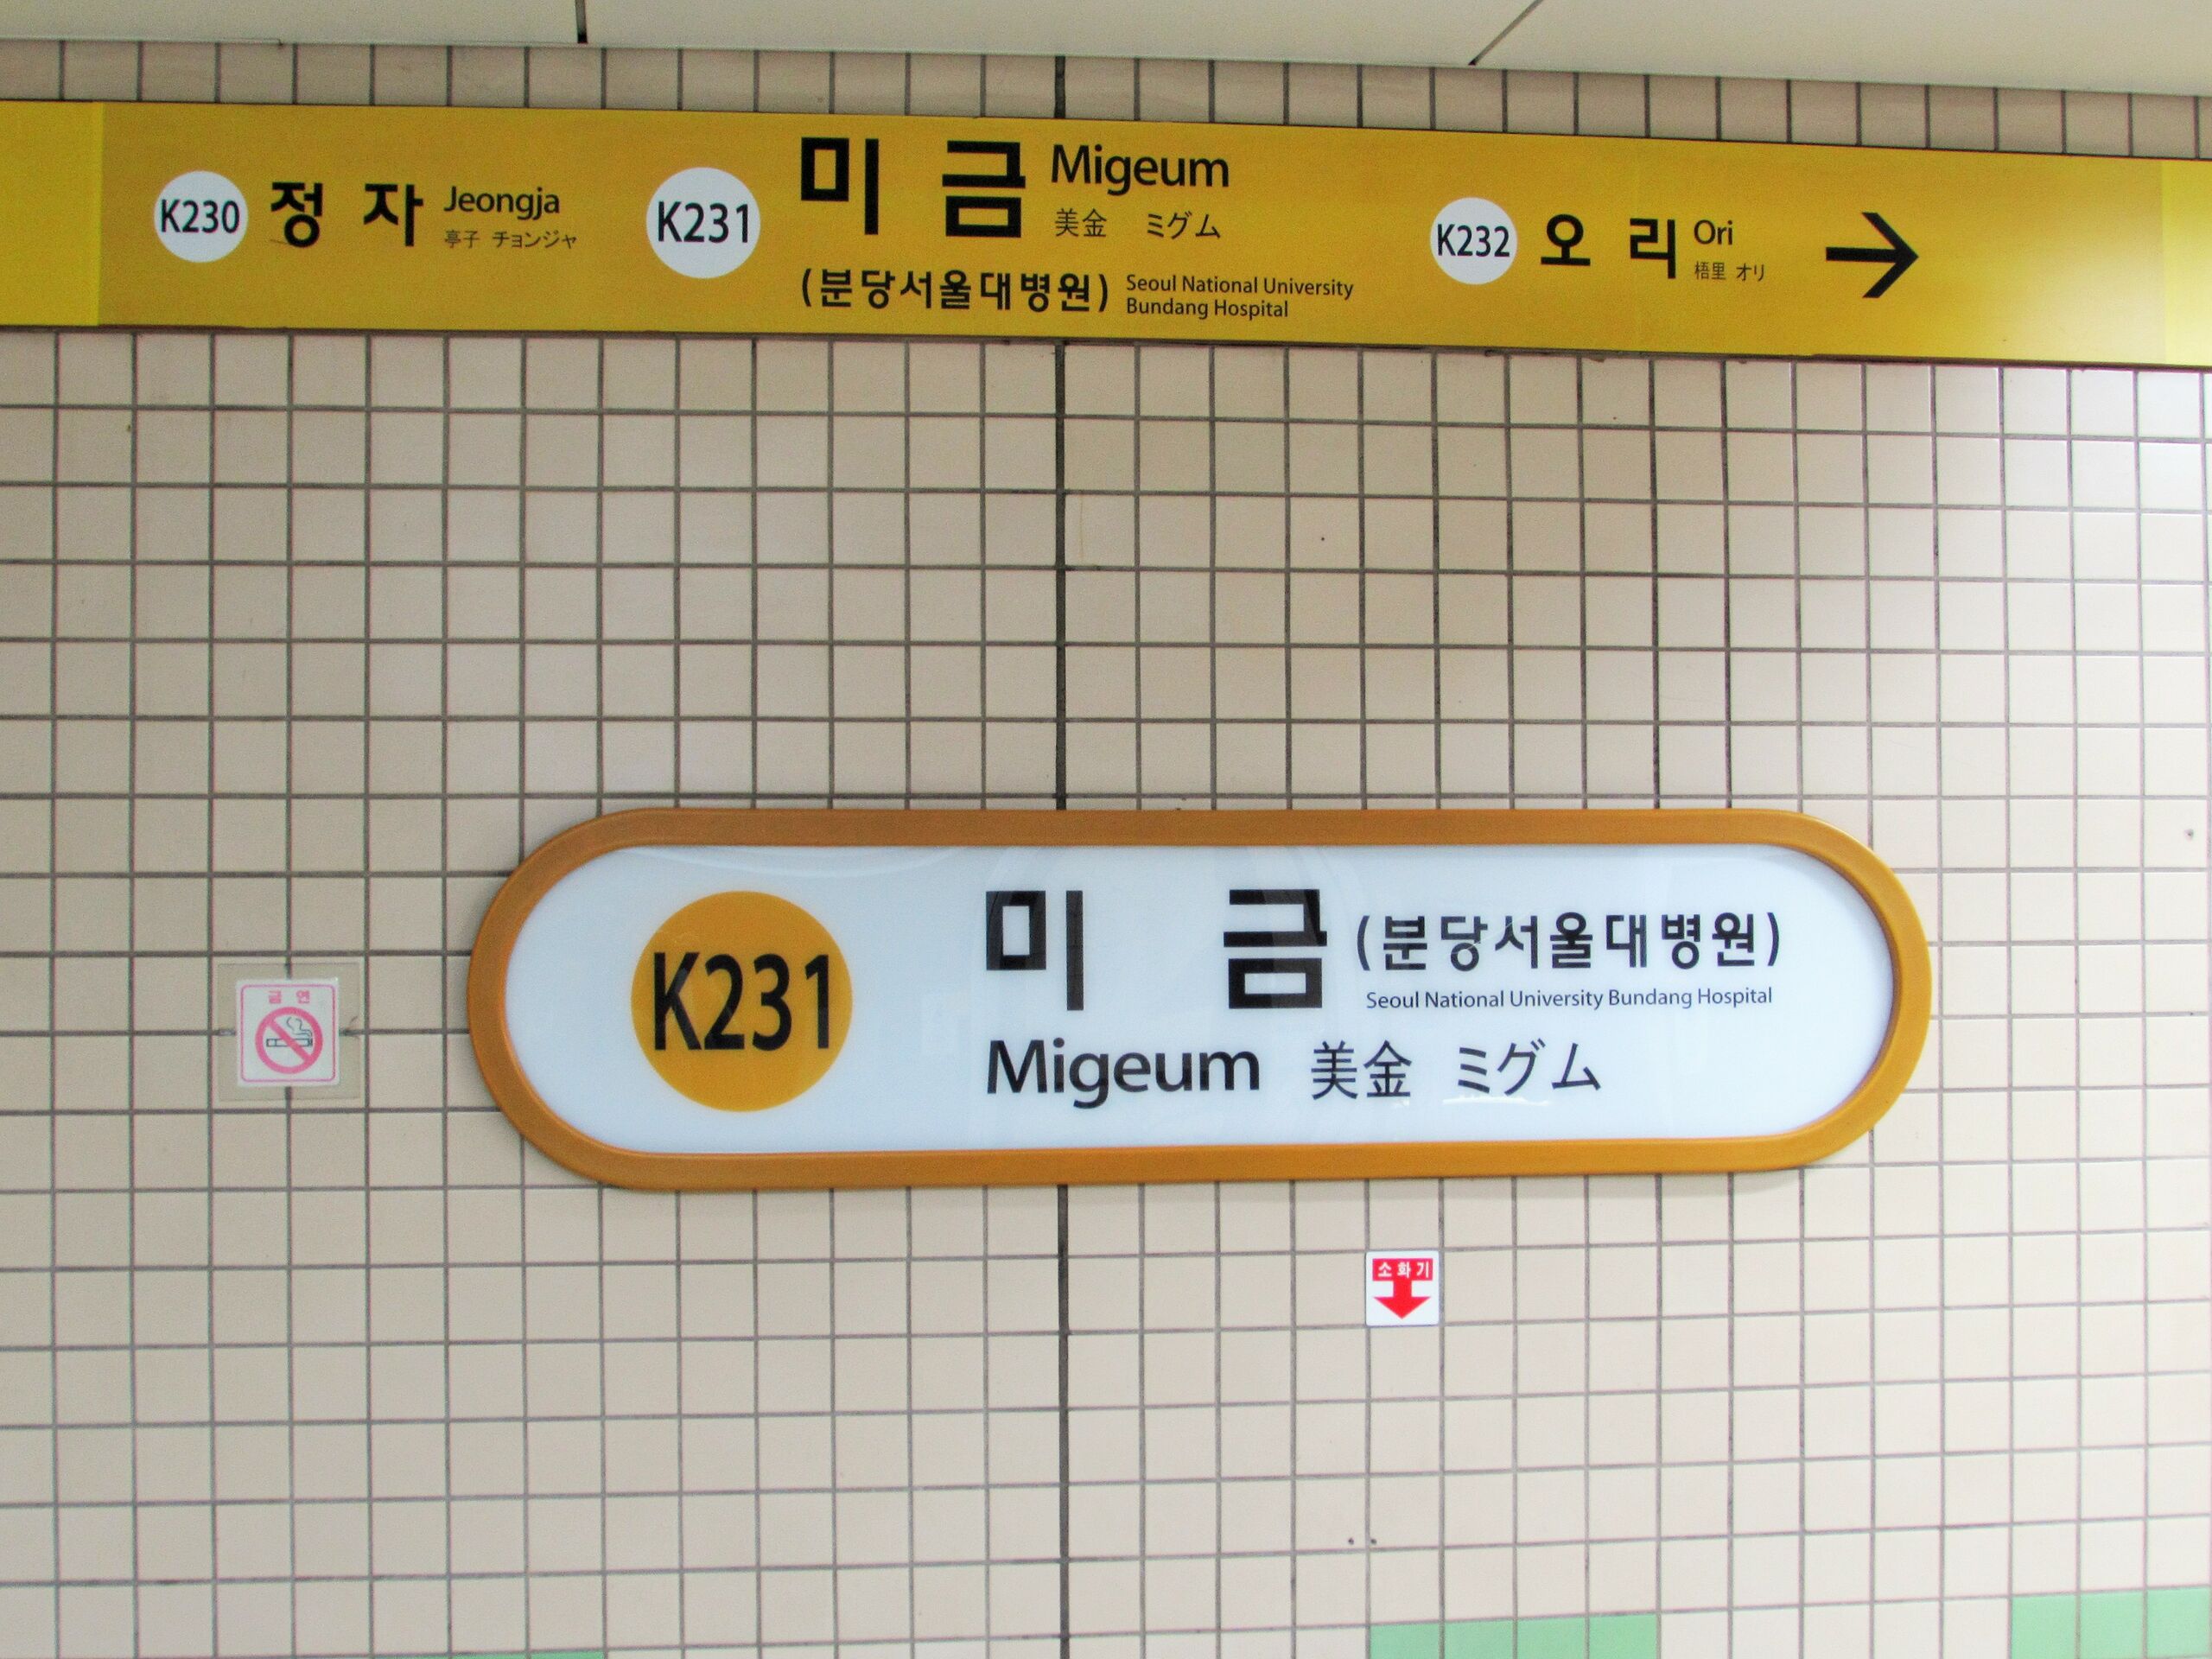 K230 정 자 Jeongja
亭子 チョンジャ
K231 미 금 Migeum
美金 ミグム
(분당서울대병원) Seoul National University
Bundang Hospital
K232 오 리 Ori
梧里 オリ
K231 미 금 (분당서울대병원)
Seoul National University Bundang Hospital
Migeum 美金 ミグム
금 연
소화기